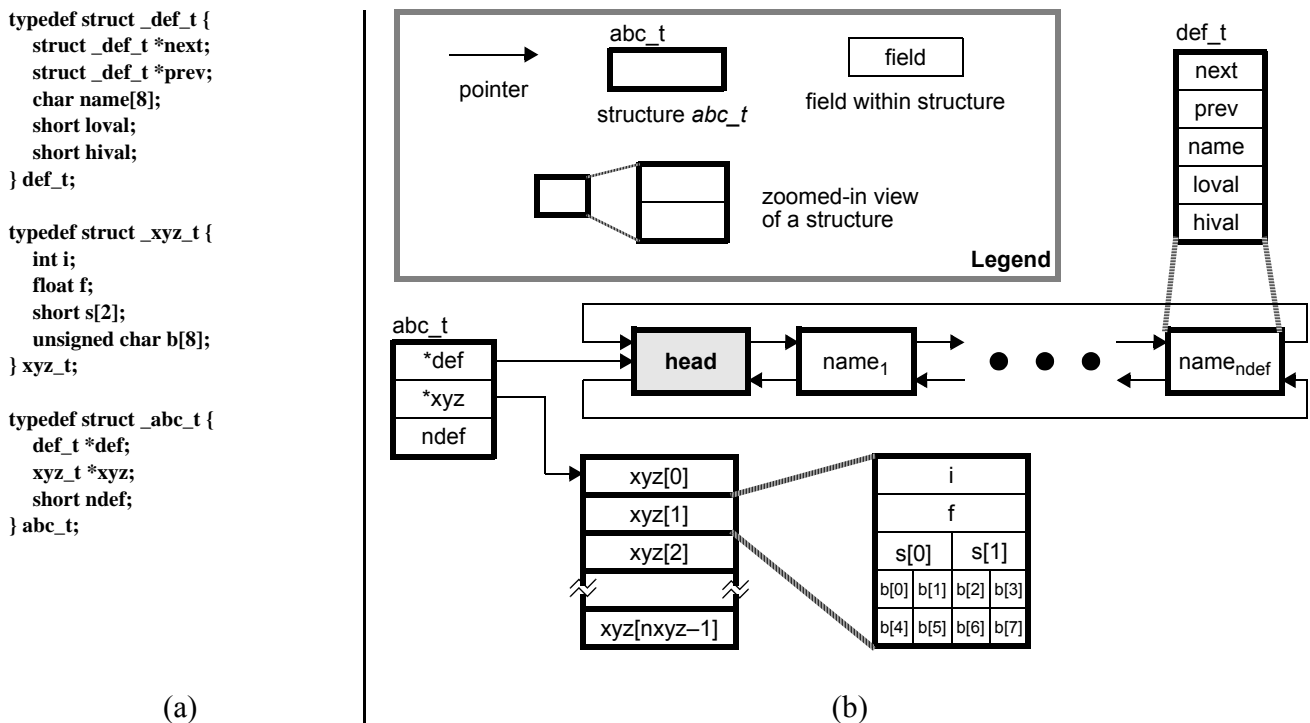 typedef struct _def_t {
struct _def_t *next;
struct _def_t *prev;
char name[8];
short loval;
short hival;
} def_t;
typedef struct _xyz_t {
int i;
float f;
short s[2];
unsigned char b[8];
} xyz_t;
typedef struct _abc_t {
def_t *def;
xyz_t *xyz;
short ndef;
} abc_t;
(a)
pointer
abc_t
structure abc_t
field
field within structure
zoomed-in view
of a structure
Legend
def_t
next
prev
name
loval
hival
abc_t
*def
*xyz
ndef
head
name1
namendef
xyz[0]
xyz[1]
xyz[2]
xyz[nxyz–1]
i
f
s[0] s[1]
b[0] b[1] b[2] b[3]
b[4] b[5] b[6] b[7]
(b)